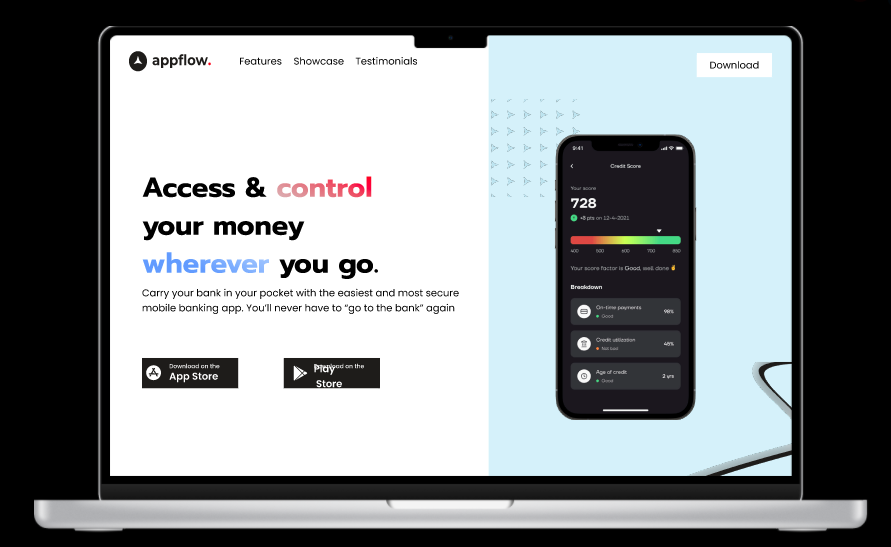 appflow.
Features Showcase Testimonials
Download
Access & control
your money
wherever you go.
Carry your bank in your pocket with the easiest and most secure
mobile banking app. You'll never have to “go to the bank” again
Download on the
App Store
Download on the
Play
Store
9:41
Credit Score
Your score
728
+8 pts on 12-4-2021
400 500 600 700 850
Your score factor is Good, well done ✌
Breakdown
On-time payments
98%
Good
Credit utilization
45%
Not bad
Age of credit
2 yrs
Good